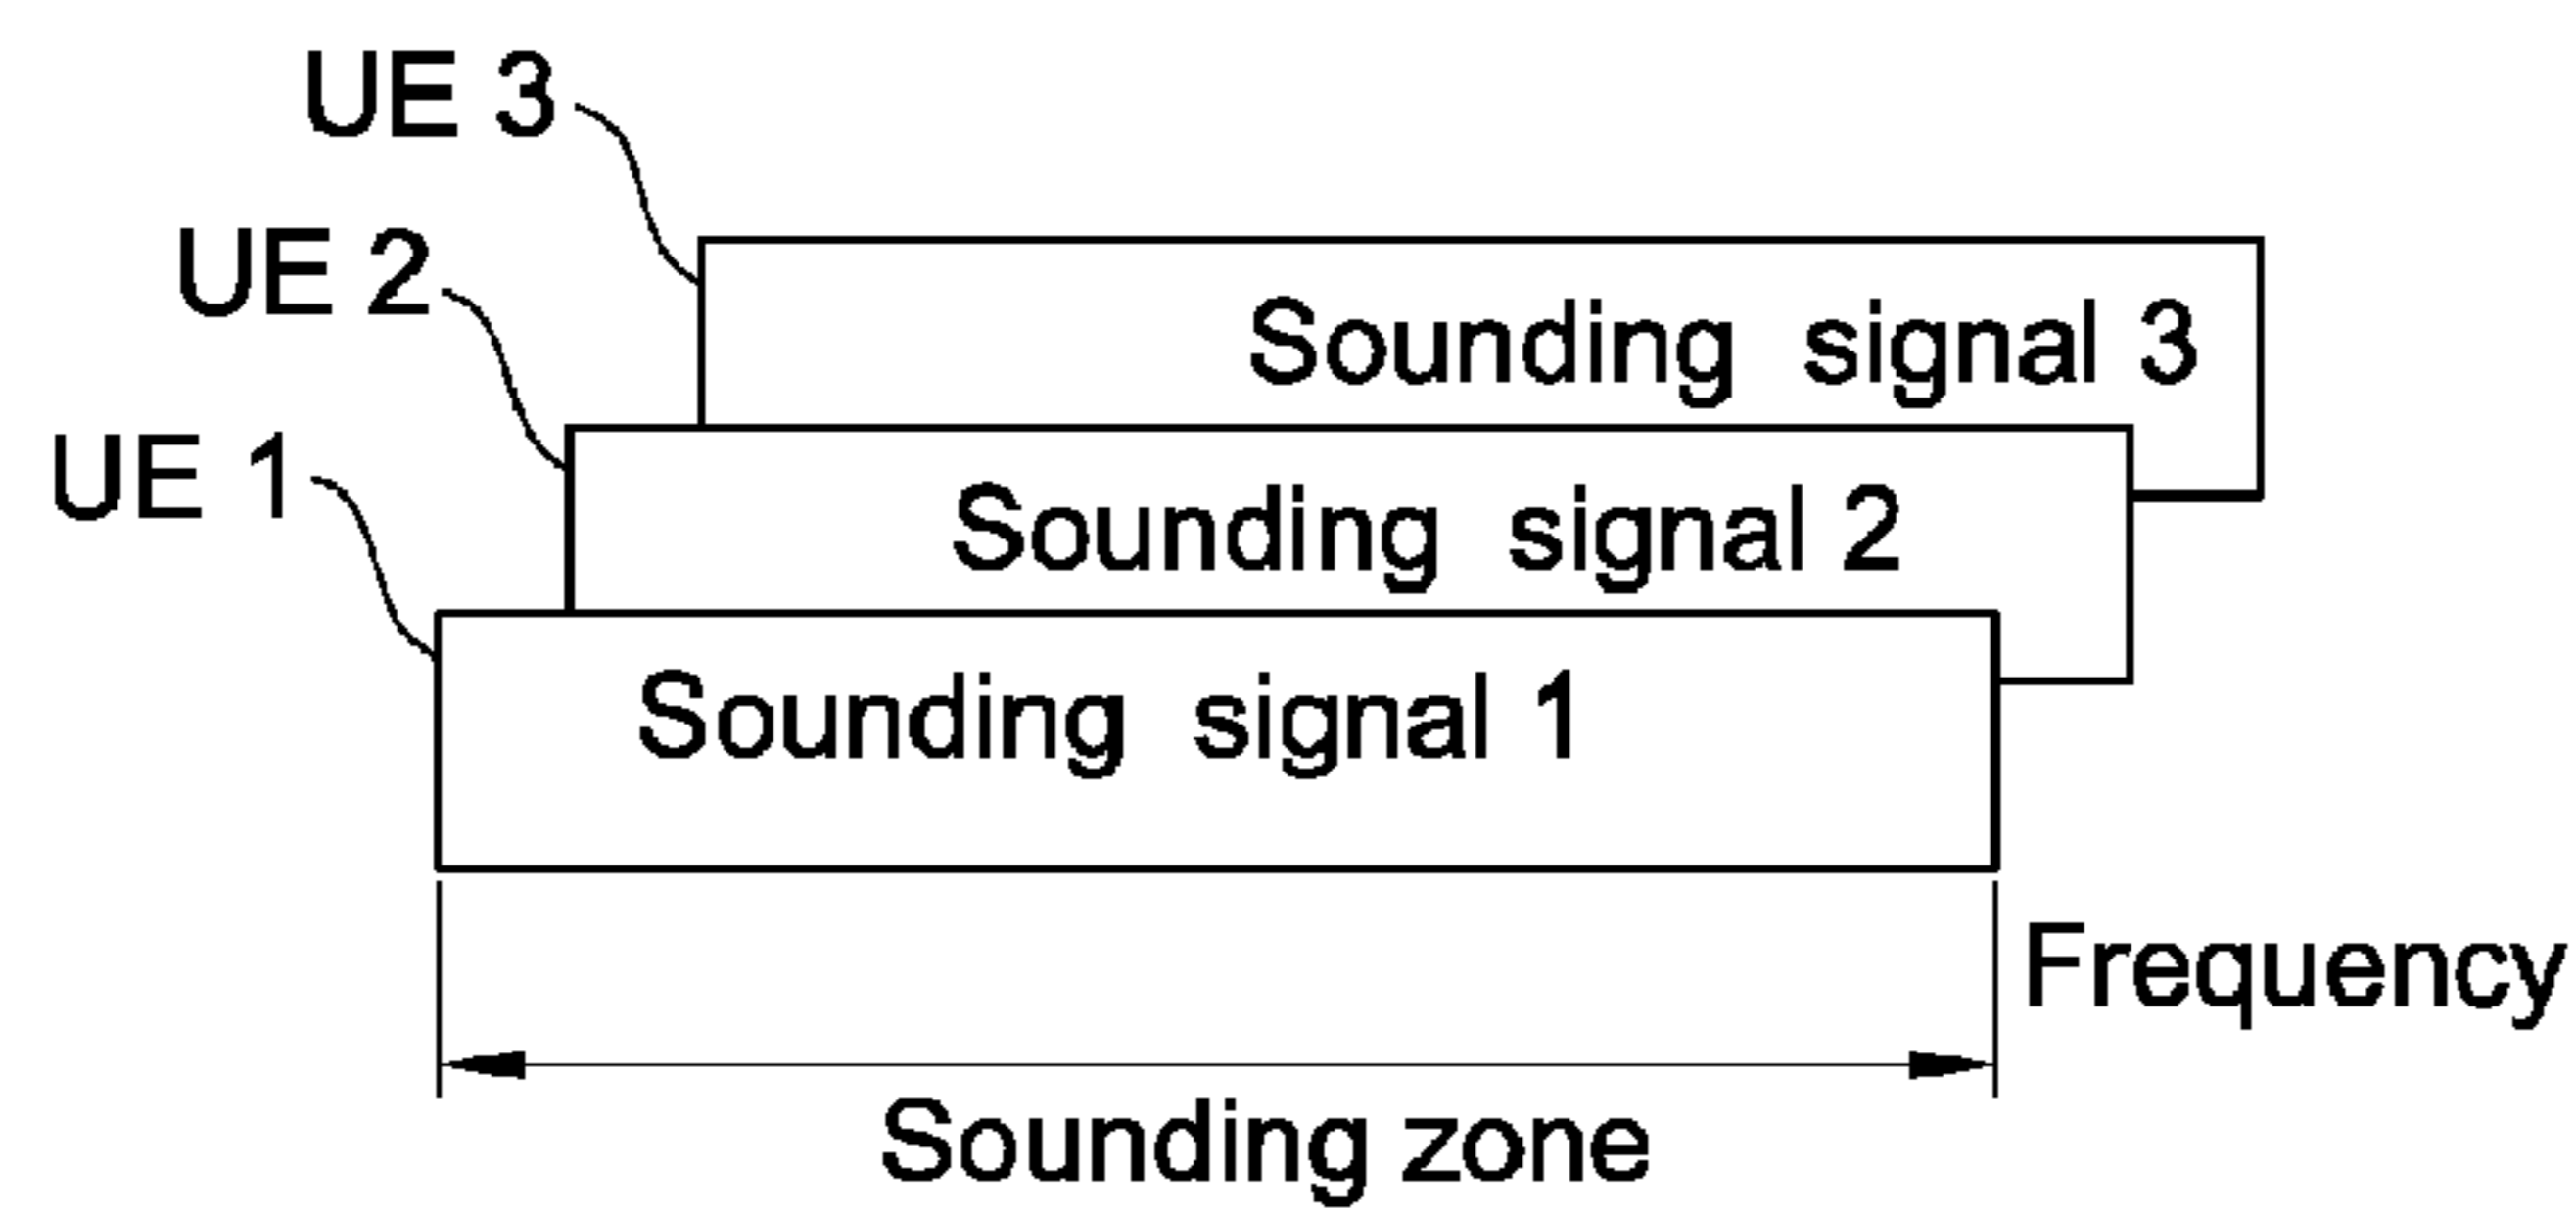 UE 3
UE 2
Sounding signal 3
UE 1
Sounding signal 2
Sounding signal 1
Frequency
Sounding zone